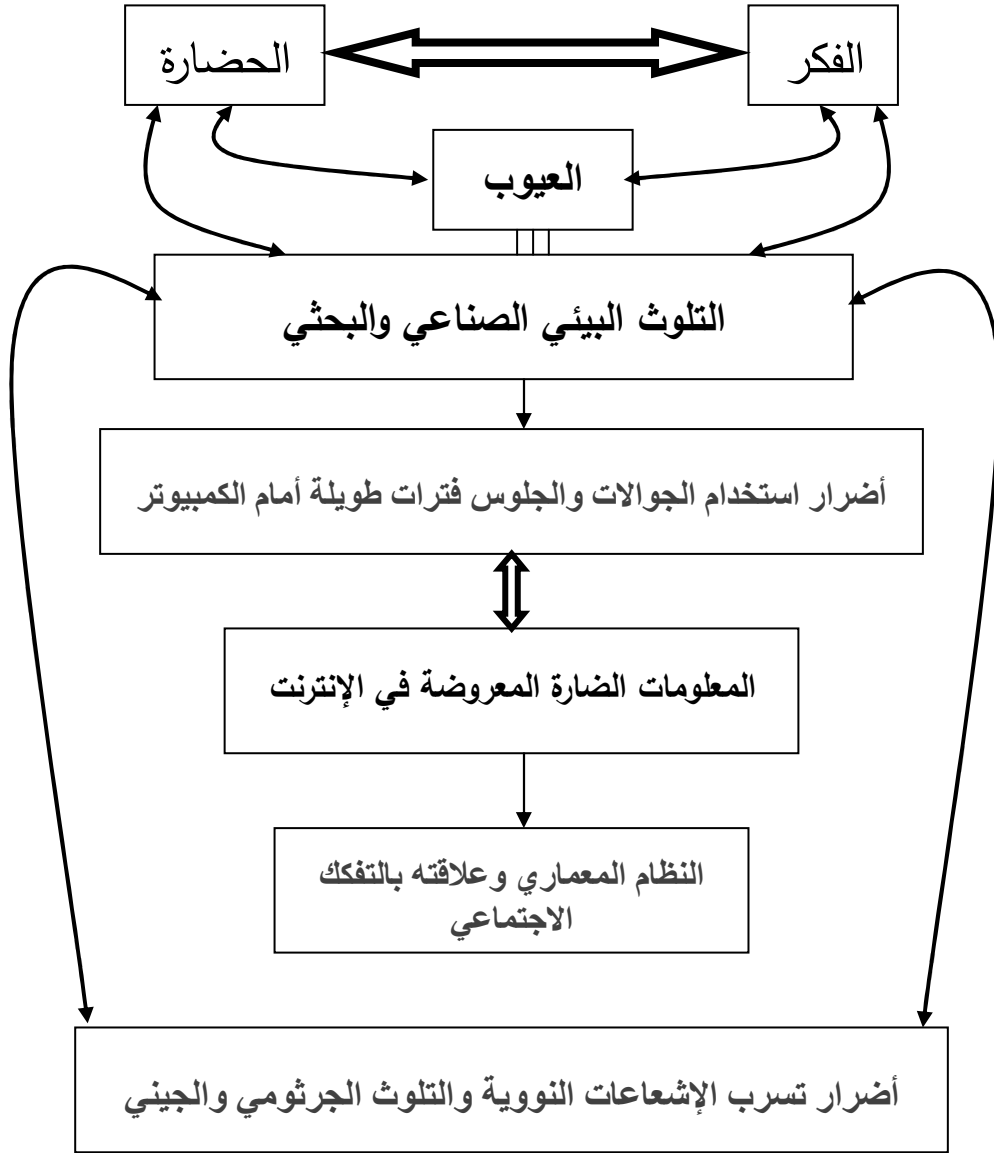 الفكر
الحضارة
العيوب
التلوث البيئي الصناعي والبحثي
أضرار استخدام الجوالات والجلوس فترات طويلة أمام الكمبيوتر
المعلومات الضارة المعروضة في الإنترنت
النظام المعماري وعلاقته بالتفكك
الاجتماعي
أضرار تسرب الإشعاعات النووية والتلوث الجرثومي والجيني